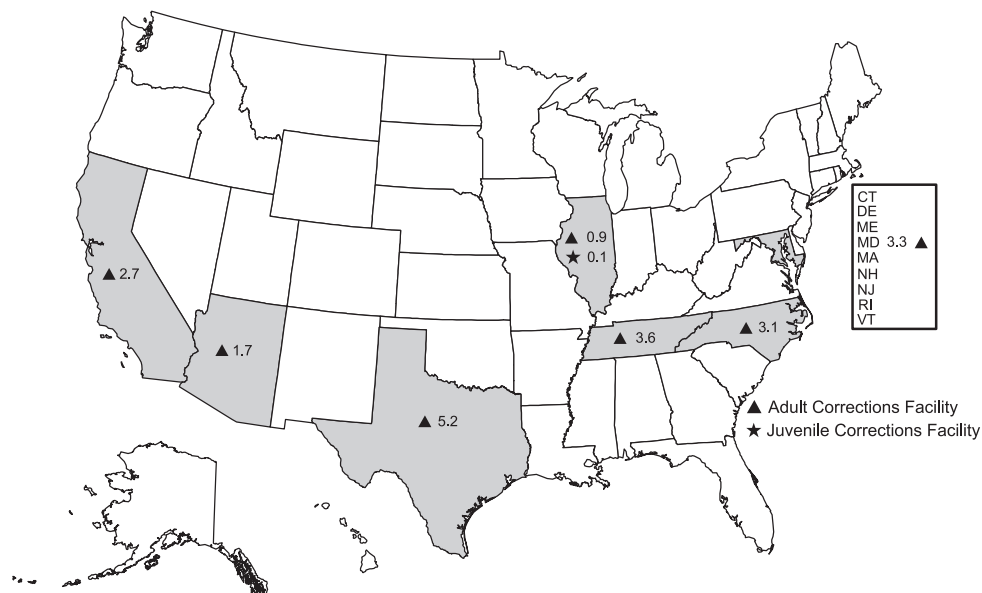 ▲ 0.9
★ 0.1
CT
DE
ME
MD 3.3 ▲
MA
NH
NJ
RI
VT
▲ 2.7
▲ 1.7
▲ 3.6
▲ 3.1
▲ 5.2
▲ Adult Corrections Facility
★ Juvenile Corrections Facility